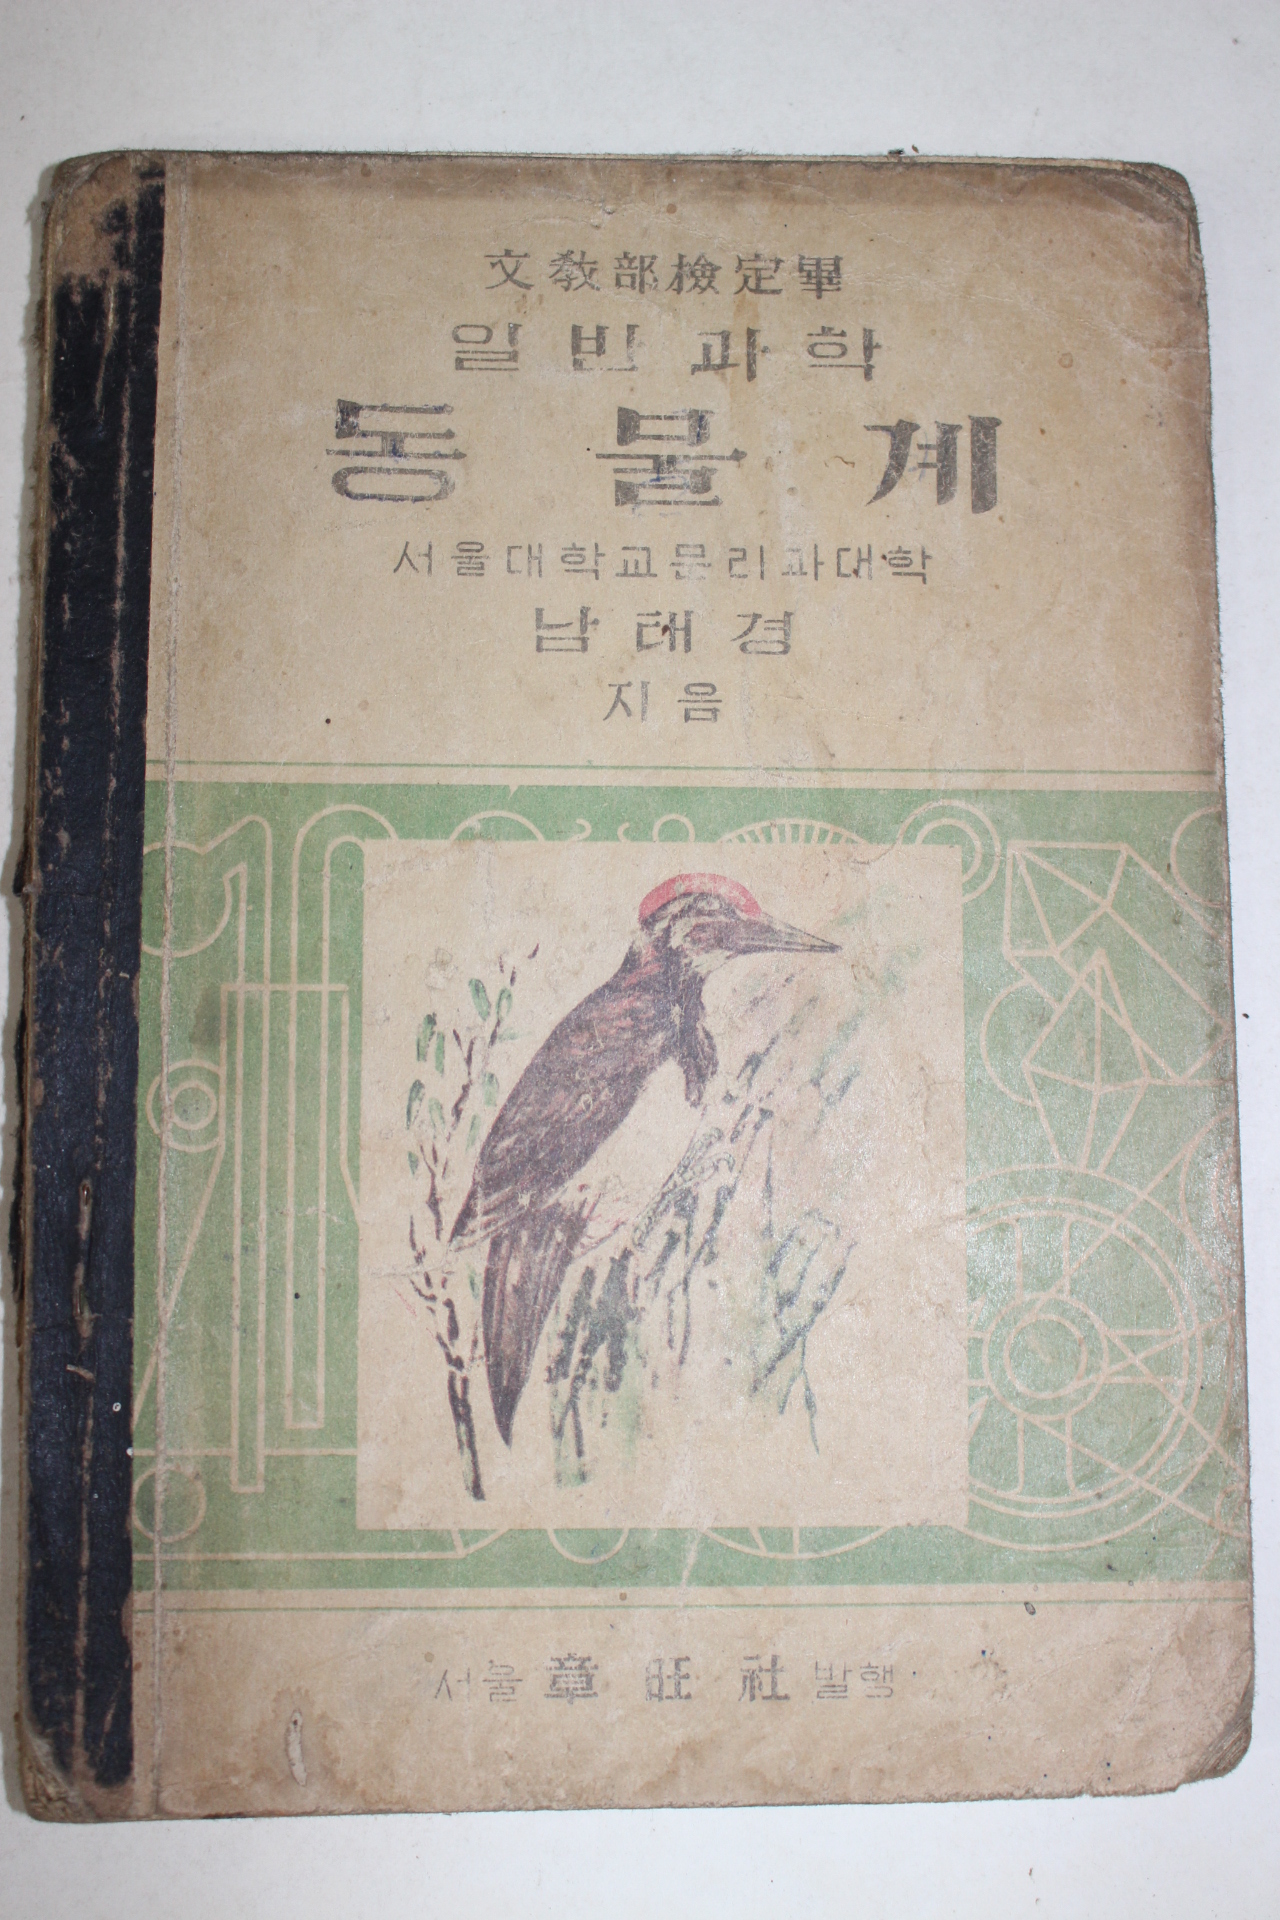 文教部檢定畢
일반과학
동물계
서울대학교문리과대학
남태경
지음
서울 章旺社 발행